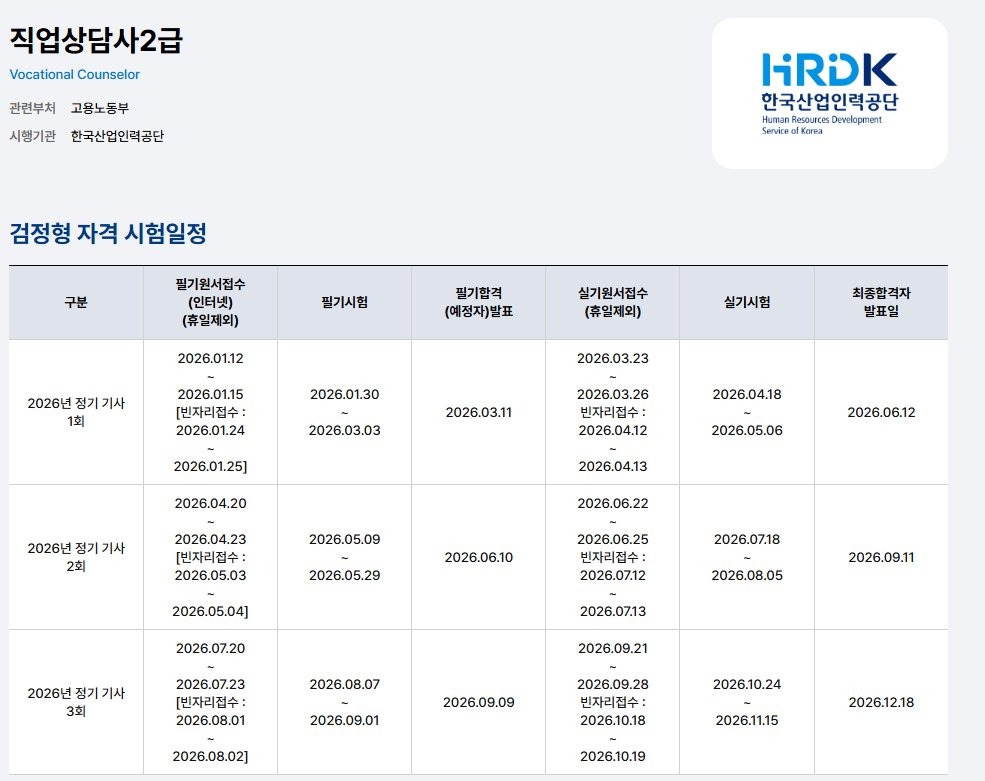 직업상담사2급
Vocational Counselor
관련부처 고용노동부
시행기관 한국산업인력공단
HRDK
한국산업인력공단
Human Resources Development
Service of Korea
검정형 자격 시험일정
구분
필기원서접수
(인터넷)
(휴일제외)
필기시험
필기합격
(예정자)발표
실기원서접수
(휴일제외)
실기시험
최종합격자
발표일
2026년 정기 기사
1회
2026.01.12
~
2026.01.15
[빈자리접수 :
2026.01.24
~
2026.01.25]
2026.01.30
~
2026.03.03
2026.03.11
2026.03.23
~
2026.03.26
빈자리접수 :
2026.04.12
~
2026.04.13
2026.04.18
~
2026.05.06
2026.06.12
2026년 정기 기사
2회
2026.04.20
~
2026.04.23
[빈자리접수 :
2026.05.03
~
2026.05.04]
2026.05.09
~
2026.05.29
2026.06.10
2026.06.22
~
2026.06.25
빈자리접수 :
2026.07.12
~
2026.07.13
2026.07.18
~
2026.08.05
2026.09.11
2026년 정기 기사
3회
2026.07.20
~
2026.07.23
[빈자리접수 :
2026.08.01
~
2026.08.02]
2026.08.07
~
2026.09.01
2026.09.09
2026.09.21
~
2026.09.28
빈자리접수 :
2026.10.18
~
2026.10.19
2026.10.24
~
2026.11.15
2026.12.18